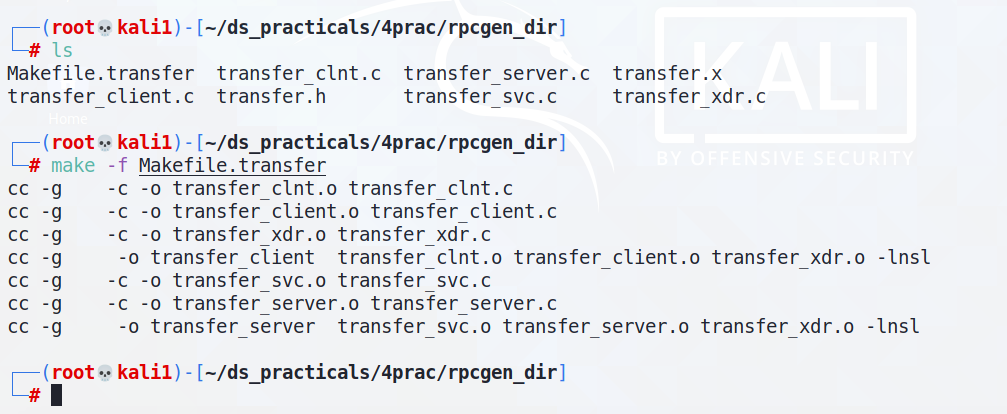 ┌──(root💀kali1)-[~/ds_practicals/4prac/rpcgen_dir]
└─# ls
Makefile.transfer  transfer_clnt.c  transfer_server.c  transfer.x
transfer_client.c  transfer.h       transfer_svc.c     transfer_xdr.c
Home
KALI
BY OFFENSIVE SECURITY
┌──(root💀kali1)-[~/ds_practicals/4prac/rpcgen_dir]
└─# make -f Makefile.transfer
cc -g    -c -o transfer_clnt.o transfer_clnt.c
cc -g    -c -o transfer_client.o transfer_client.c
cc -g    -c -o transfer_xdr.o transfer_xdr.c
cc -g     -o transfer_client  transfer_clnt.o transfer_client.o transfer_xdr.o -lnsl
cc -g    -c -o transfer_svc.o transfer_svc.c
cc -g    -c -o transfer_server.o transfer_server.c
cc -g     -o transfer_server  transfer_svc.o transfer_server.o transfer_xdr.o -lnsl
┌──(root💀kali1)-[~/ds_practicals/4prac/rpcgen_dir]
└─#